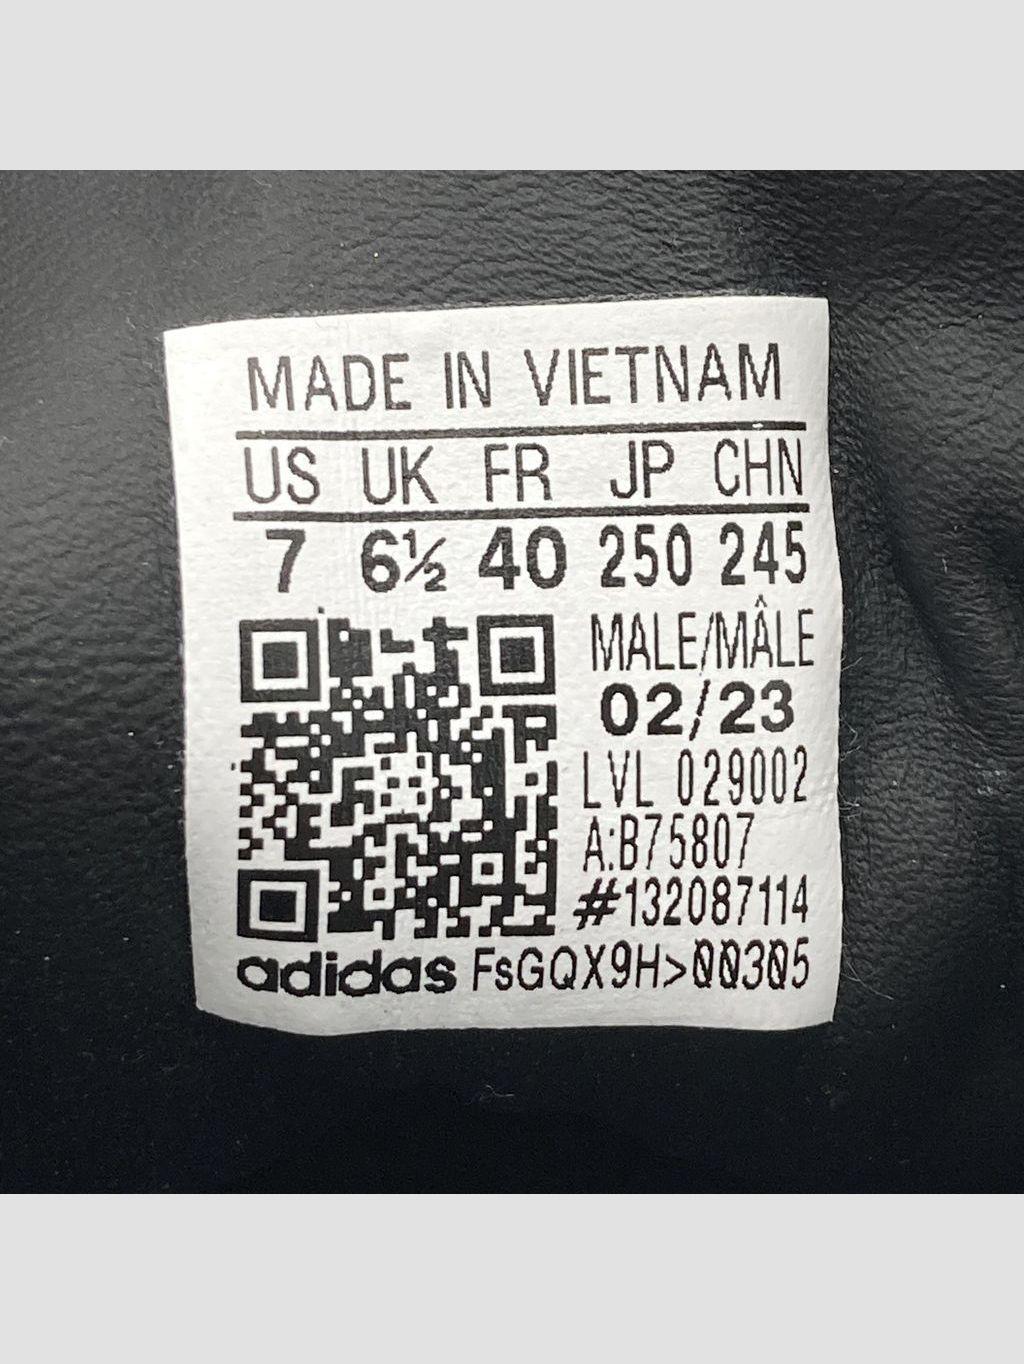 MADE IN VIETNAM
US UK FR JP CHN
7 6½ 40 250 245
MALE/MÂLE
02/23
LVL 029002
A:B75807
#132087114
adidas FsGQX9H>00305